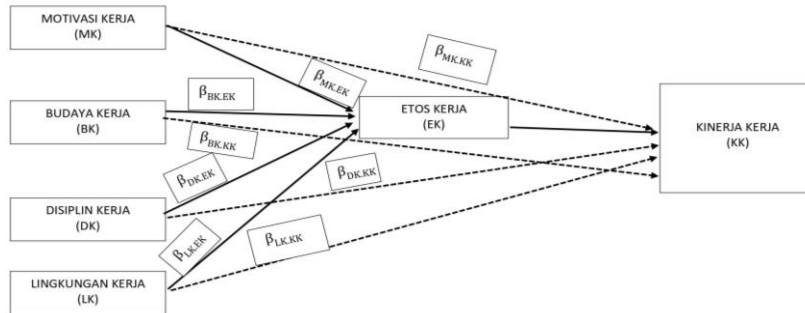 MOTIVASI KERJA
(MK)
β_MK.KK
β_MK.EK
β_BK.EK
BUDAYA KERJA
(BK)
ETOS KERJA
(EK)
KINERJA KERJA
(KK)
β_BK.KK
β_DK.EK
β_DK.KK
DISIPLIN KERJA
(DK)
β_LK.EK
β_LK.KK
LINGKUNGAN KERJA
(LK)